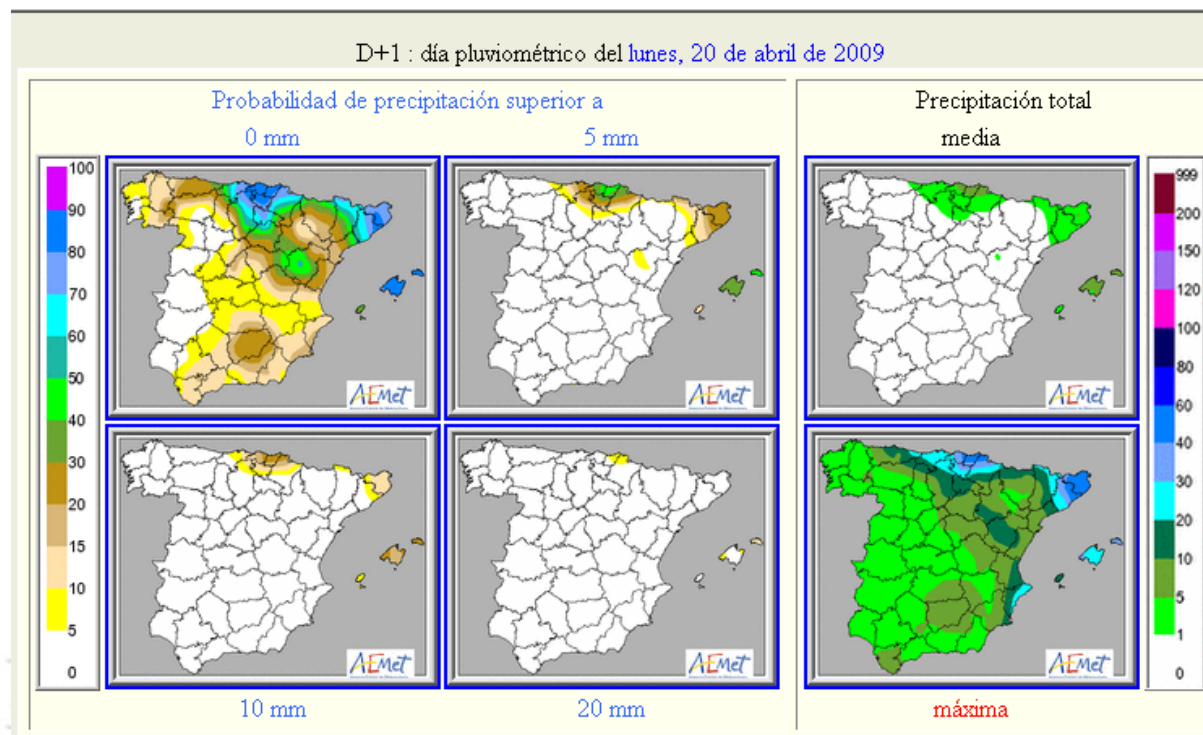 D+1 : día pluviométrico del lunes, 20 de abril de 2009
Probabilidad de precipitación superior a
0 mm
5 mm
Precipitación total
media
100
90
80
70
60
50
40
30
20
15
10
5
0
AEMet
AEMet
AEMet
999
200
150
120
100
80
60
40
30
20
10
5
1
0
AEMet
AEMet
AEMet
10 mm
20 mm
máxima